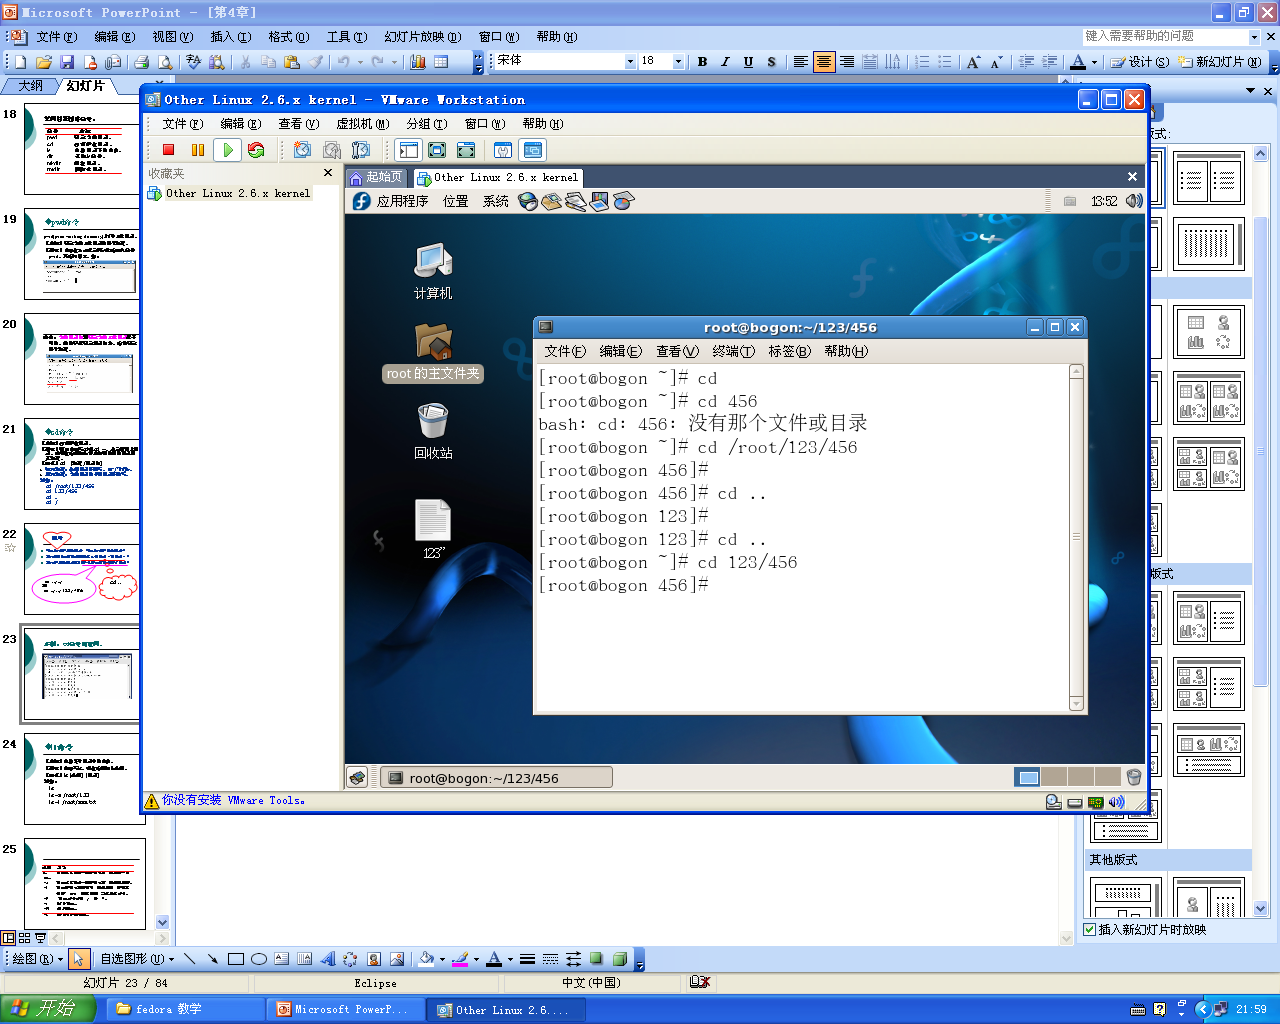 Microsoft PowerPoint - [第4章]
文件(F) 编辑(E) 视图(V) 插入(I) 格式(O) 工具(T) 幻灯片放映(D) 窗口(W) 帮助(H) 键入需要帮助的问题
宋体 18 B I U S 设计(S) 新幻灯片(N)
大纲 幻灯片
Other Linux 2.6.x kernel - VMware Workstation
文件(F) 编辑(E) 查看(V) 虚拟机(M) 分组(T) 窗口(W) 帮助(H)
收藏夹
Other Linux 2.6.x kernel
起始页 Other Linux 2.6.x kernel
应用程序 位置 系统 13:52
计算机
root 的主文件夹
回收站
123"
root@bogon:~/123/456
文件(F) 编辑(E) 查看(V) 终端(T) 标签(B) 帮助(H)
[root@bogon ~]# cd
[root@bogon ~]# cd 456
bash: cd: 456: 没有那个文件或目录
[root@bogon ~]# cd /root/123/456
[root@bogon 456]#
[root@bogon 456]# cd ..
[root@bogon 123]#
[root@bogon 123]# cd ..
[root@bogon ~]# cd 123/456
[root@bogon 456]#
root@bogon:~/123/456
你没有安装 VMware Tools。
18
19
20
21
22
23
24
25
式:
版式
其他版式
插入新幻灯片时放映
绘图(R) 自选图形(U)
幻灯片 23 / 84 Eclipse 中文(中国)
开始 fedora 教学 Microsoft PowerP... Other Linux 2.6.... 21:59